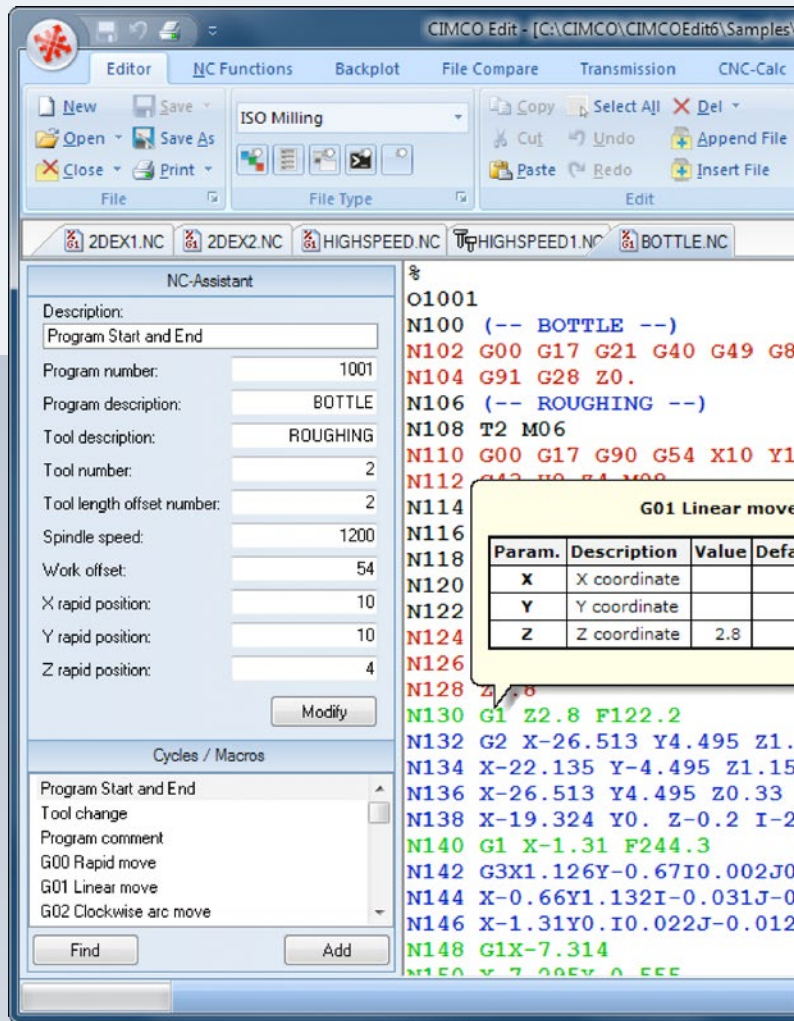 CIMCO Edit - [C:\CIMCO\CIMCOEdit6\Samples\
Editor NC Functions Backplot File Compare Transmission CNC-Calc
New Save ISO Milling Copy Select All Del
Open Save As Cut Undo Append File
Close Print Paste Redo Insert File
File File Type Edit
2DEX1.NC 2DEX2.NC HIGHSPEED.NC HIGHSPEED1.NC BOTTLE.NC
NC-Assistant
Description:
Program Start and End
Program number: 1001
Program description: BOTTLE
Tool description: ROUGHING
Tool number: 2
Tool length offset number: 2
Spindle speed: 1200
Work offset: 54
X rapid position: 10
Y rapid position: 10
Z rapid position: 4
Modify
Cycles / Macros
Program Start and End
Tool change
Program comment
G00 Rapid move
G01 Linear move
G02 Clockwise arc move
Find Add
%
O1001
N100 (-- BOTTLE --)
N102 G00 G17 G21 G40 G49 G8
N104 G91 G28 Z0.
N106 (-- ROUGHING --)
N108 T2 M06
N110 G00 G17 G90 G54 X10 Y1
N112
N114
N116
N118
N120
N122
N124
N126
N128
G01 Linear move
Param. Description Value Defa
X X coordinate
Y Y coordinate
Z Z coordinate 2.8
N130 G1 Z2.8 F122.2
N132 G2 X-26.513 Y4.495 Z1.
N134 X-22.135 Y-4.495 Z1.15
N136 X-26.513 Y4.495 Z0.33
N138 X-19.324 Y0. Z-0.2 I-2
N140 G1 X-1.31 F244.3
N142 G3X1.126Y-0.67I0.002J0
N144 X-0.66Y1.132I-0.031J-0
N146 X-1.31Y0.I0.022J-0.012
N148 G1X-7.314